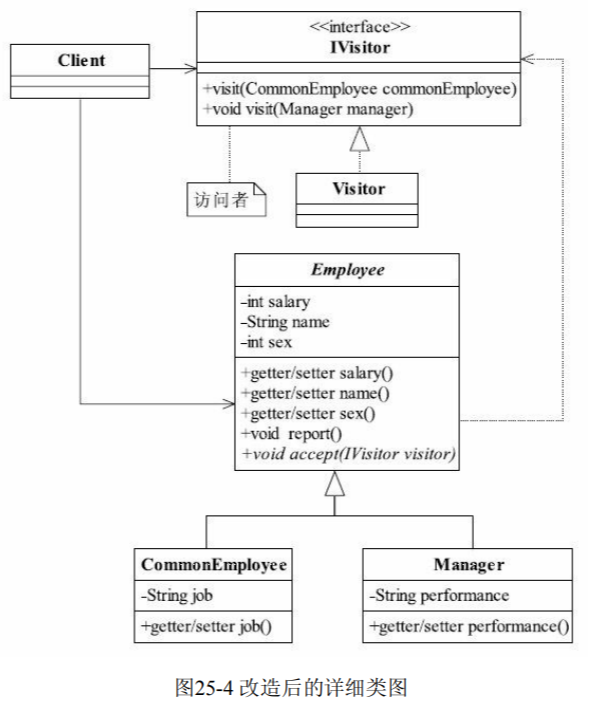 Client
<<interface>>
IVisitor
+visit(CommonEmployee commonEmployee)
+void visit(Manager manager)
访问者
Visitor
Employee
-int salary
-String name
-int sex
+getter/setter salary()
+getter/setter name()
+getter/setter sex()
+void report()
+void accept(IVisitor visitor)
CommonEmployee
-String job
+getter/setter job()
Manager
-String performance
+getter/setter performance()
图25-4 改造后的详细类图